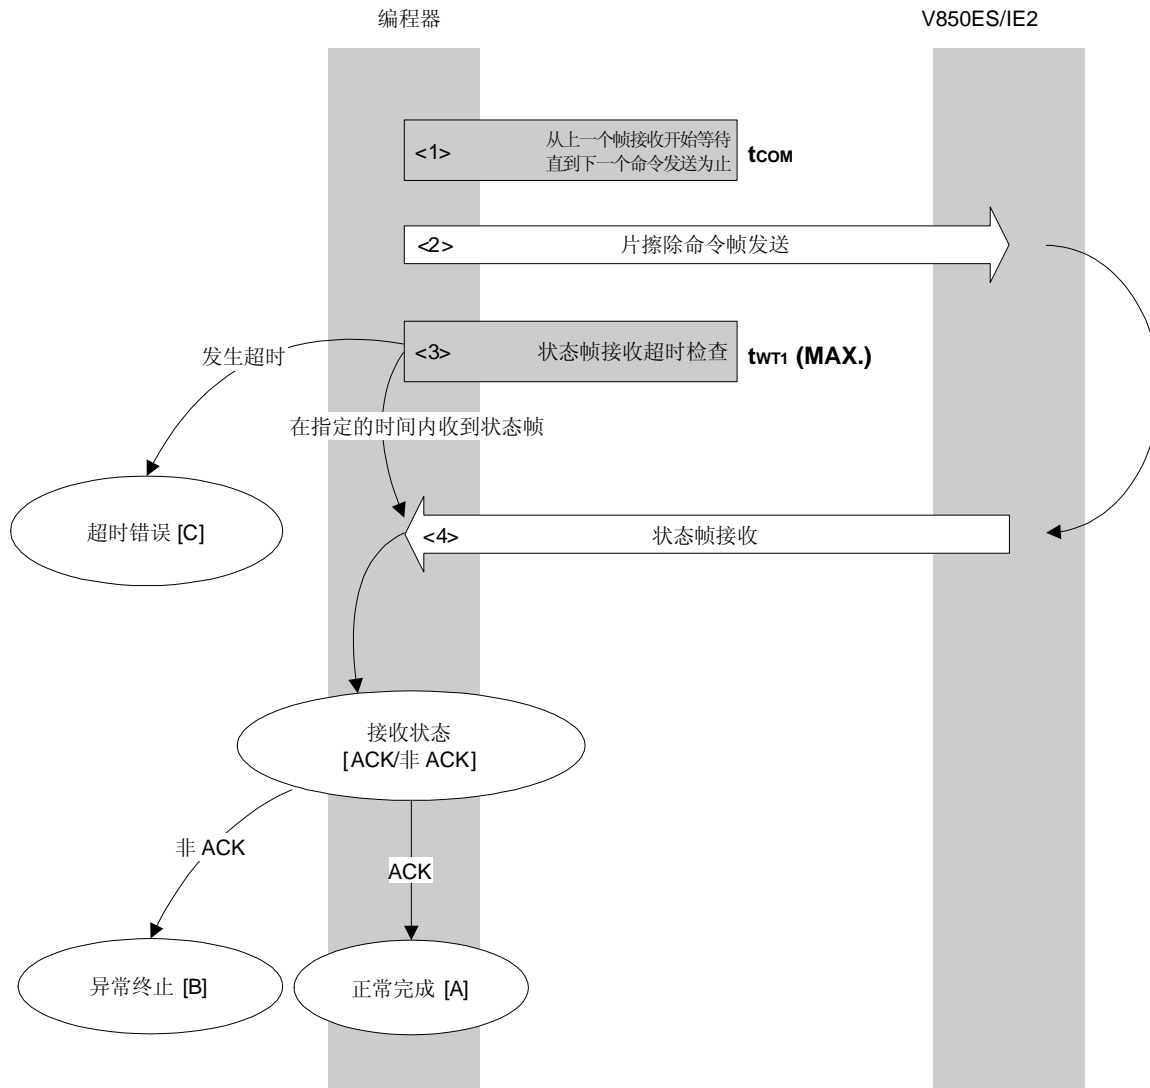 编程器
V850ES/IE2
<1>
从上一个帧接收开始等待
直到下一个命令发送为止
tCOM
<2>
片擦除命令帧发送
<3>
状态帧接收超时检查
tWT1 (MAX.)
发生超时
在指定的时间内收到状态帧
超时错误 [C]
<4>
状态帧接收
接收状态
[ACK/非 ACK]
非 ACK
ACK
异常终止 [B]
正常完成 [A]